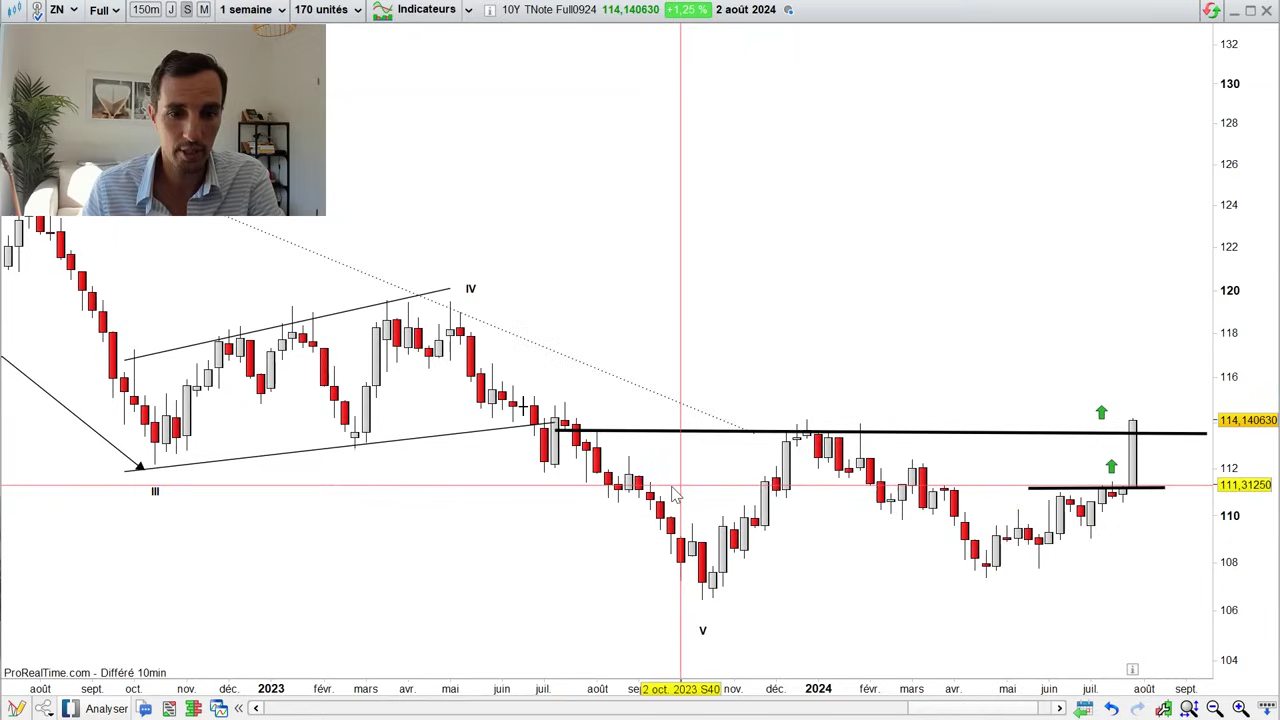 ZN Full 150m J S M 1 semaine 170 unités Indicateurs 10Y TNote Full0924 114,140630 +1,25 % 2 août 2024
132
130
128
126
124
122
120
118
116
114,140630
112
111,31250
110
108
106
104
IV
III
V
ProRealTime.com - Différé 10min
août sept. oct. nov. déc. 2023 févr. mars avr. mai juin juil. août se 2 oct. 2023 S40 nov. déc. 2024 févr. mars avr. mai juin juil. août sept.
Analyser